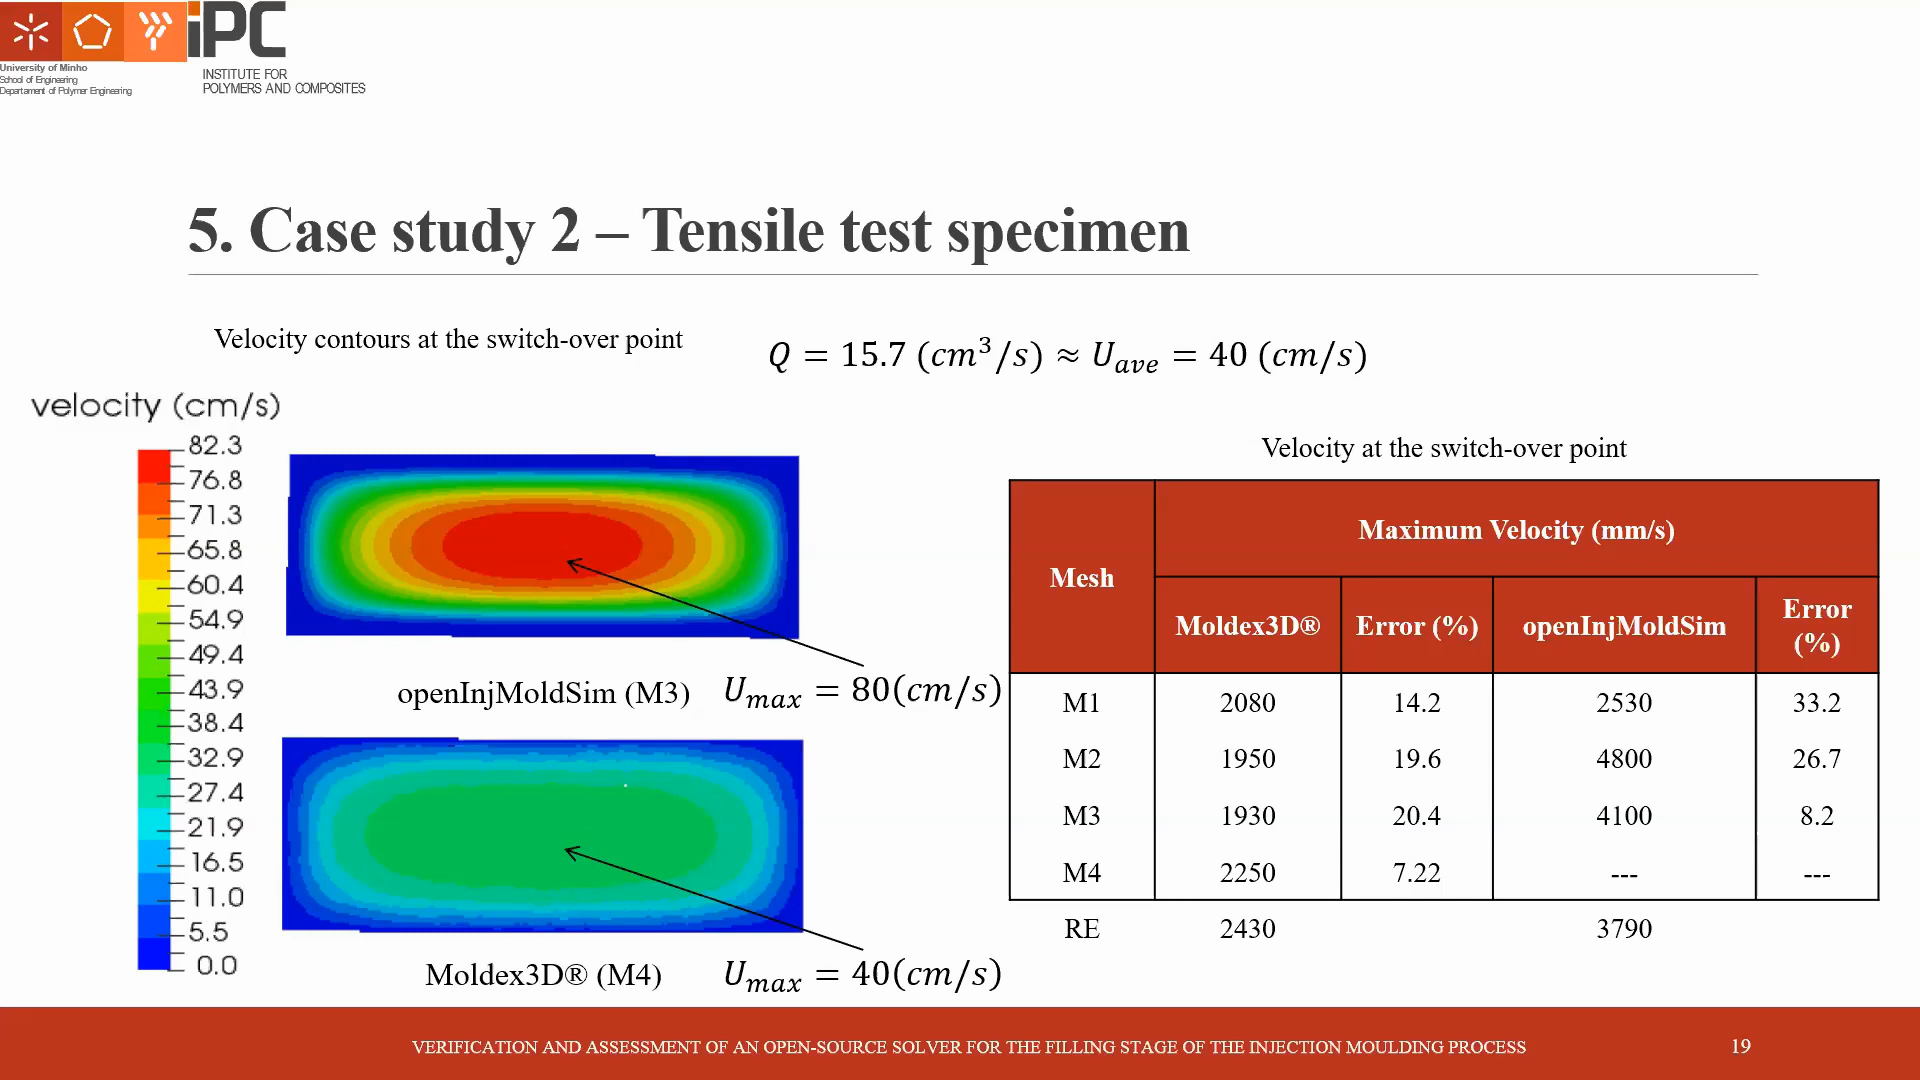 iPC
University of Minho
School of Engineering
Departament of Polymer Engineering
INSTITUTE FOR
POLYMERS AND COMPOSITES
5. Case study 2 – Tensile test specimen
Velocity contours at the switch-over point
Q = 15.7 (cm³/s) ≈ U_ave = 40 (cm/s)
velocity (cm/s)
82.3
76.8
71.3
65.8
60.4
54.9
49.4
43.9
38.4
32.9
27.4
21.9
16.5
11.0
5.5
0.0
openInjMoldSim (M3) U_max = 80(cm/s)
Moldex3D® (M4) U_max = 40(cm/s)
Velocity at the switch-over point
Mesh
Maximum Velocity (mm/s)
Moldex3D® Error (%) openInjMoldSim Error
(%)
M1 2080 14.2 2530 33.2
M2 1950 19.6 4800 26.7
M3 1930 20.4 4100 8.2
M4 2250 7.22 --- ---
RE 2430 3790
VERIFICATION AND ASSESSMENT OF AN OPEN-SOURCE SOLVER FOR THE FILLING STAGE OF THE INJECTION MOULDING PROCESS 19